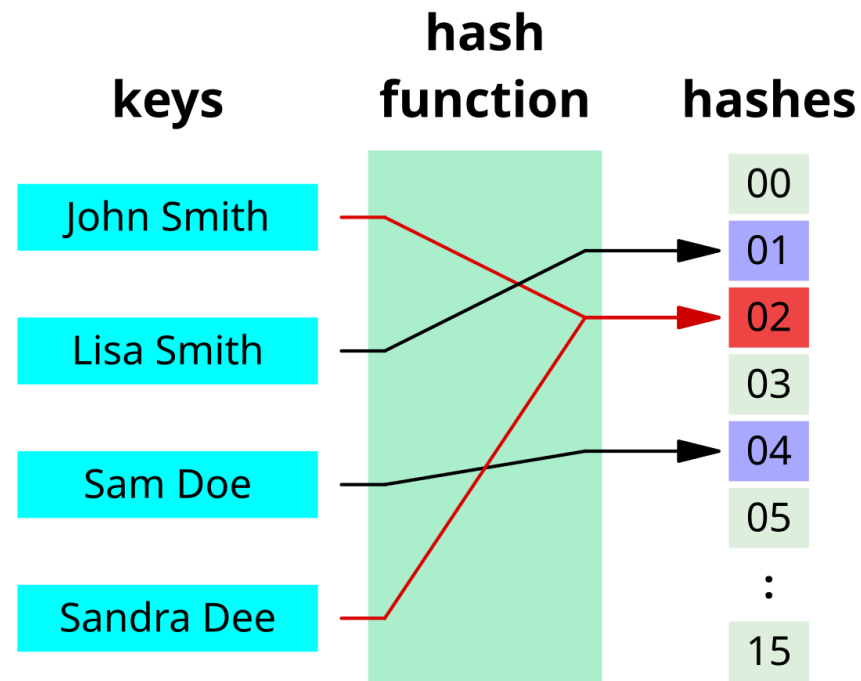 keys
hash
function
hashes
John Smith
Lisa Smith
Sam Doe
Sandra Dee
00
01
02
03
04
05
:
15